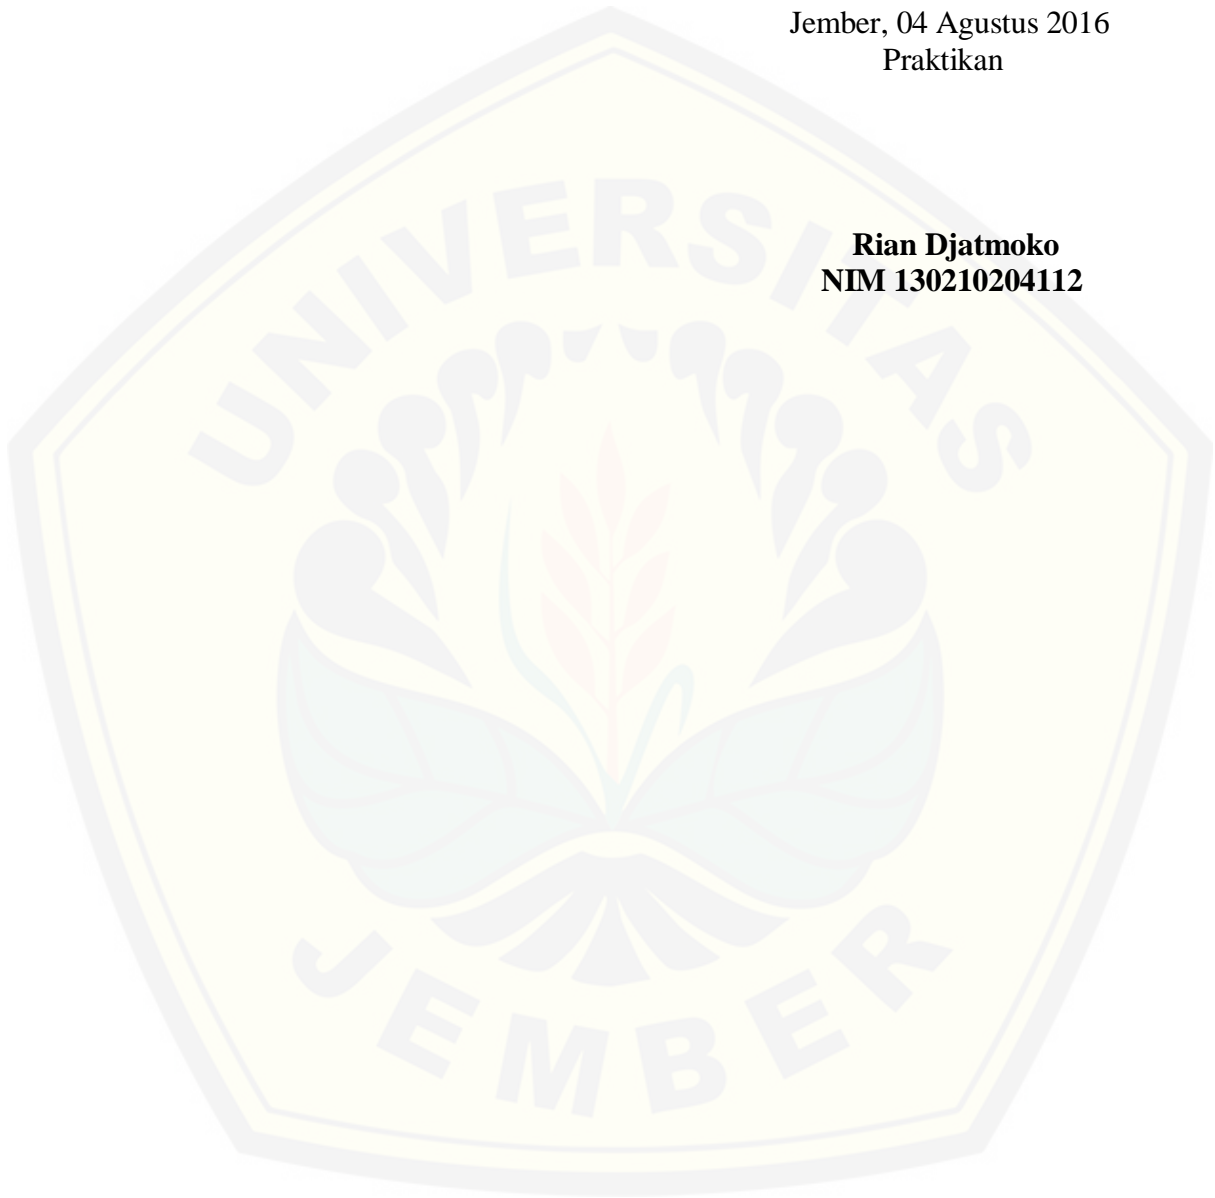 Jember, 04 Agustus 2016
Praktikan
Rian Djatmoko
NIM 130210204112
UNIVERSITAS
JEMBER